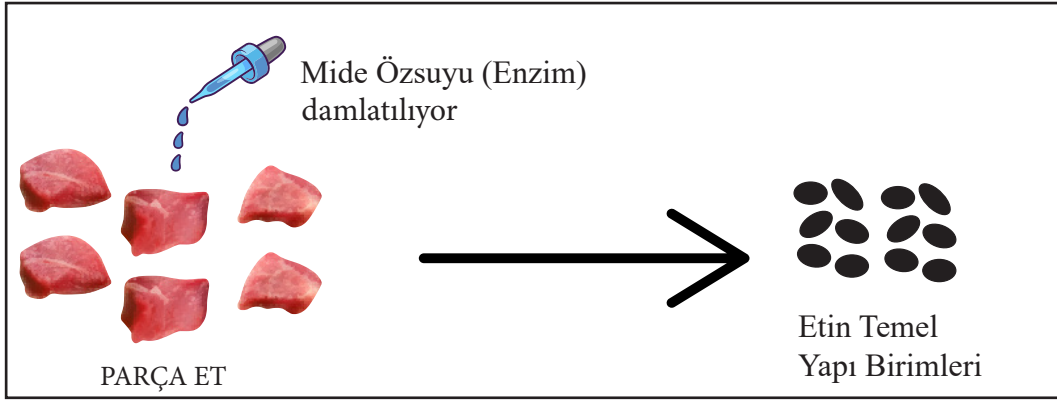 Mide Özsuyu (Enzim)
damlatılıyor
PARÇA ET
Etin Temel
Yapı Birimleri